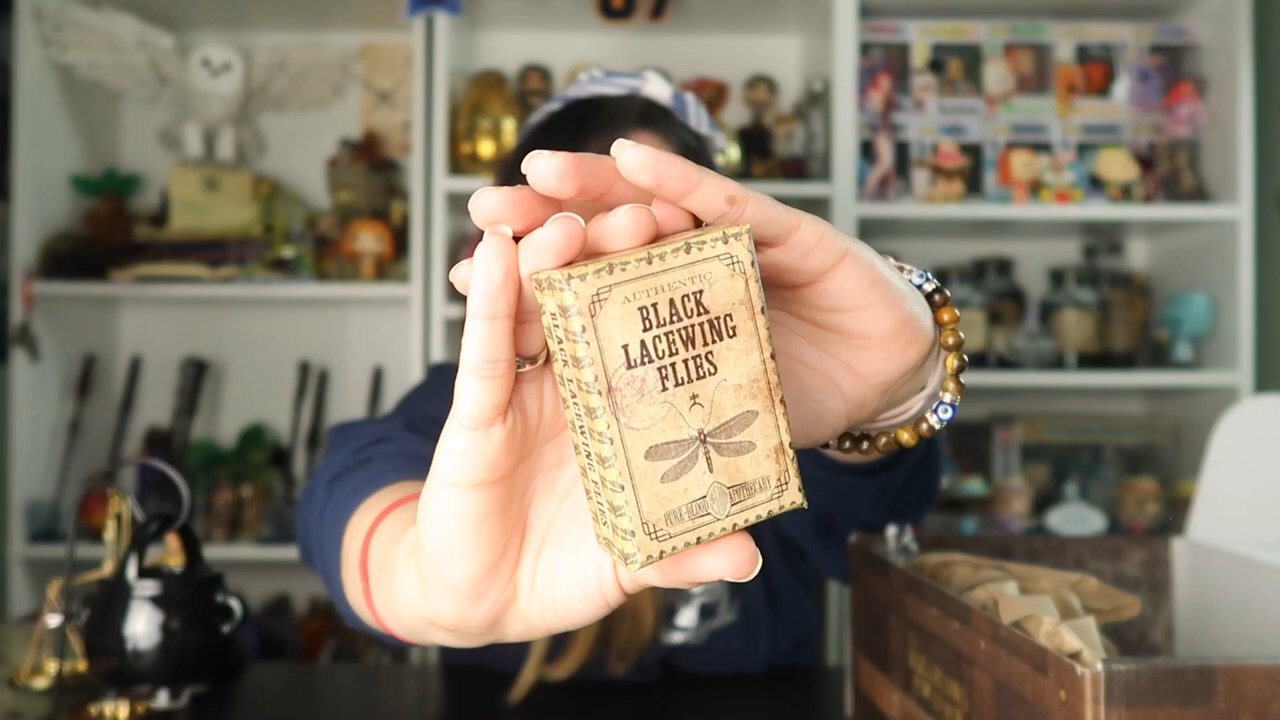 AUTHENTIC
BLACK
LACEWING
FLIES
PURE-BLOOD APOTHECARY
BLACK LACEWING FLIES